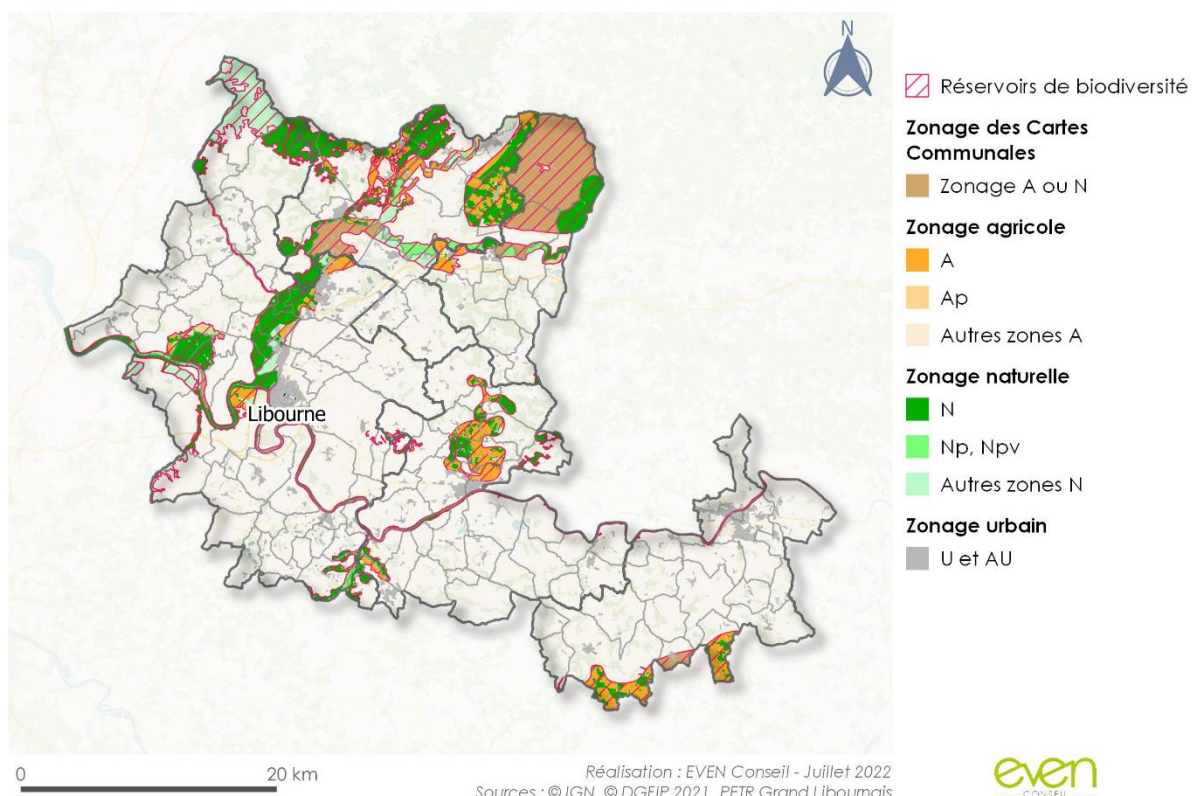 N
Réservoirs de biodiversité
Zonage des Cartes
Communales
Zonage A ou N
Zonage agricole
A
Ap
Autres zones A
Zonage naturelle
N
Np, Npv
Autres zones N
Zonage urbain
U et AU
Libourne
0 20 km
Réalisation : EVEN Conseil - Juillet 2022
Sources : © IGN, © DGFIP 2021, PETR Grand Libournais
even
CONSEIL